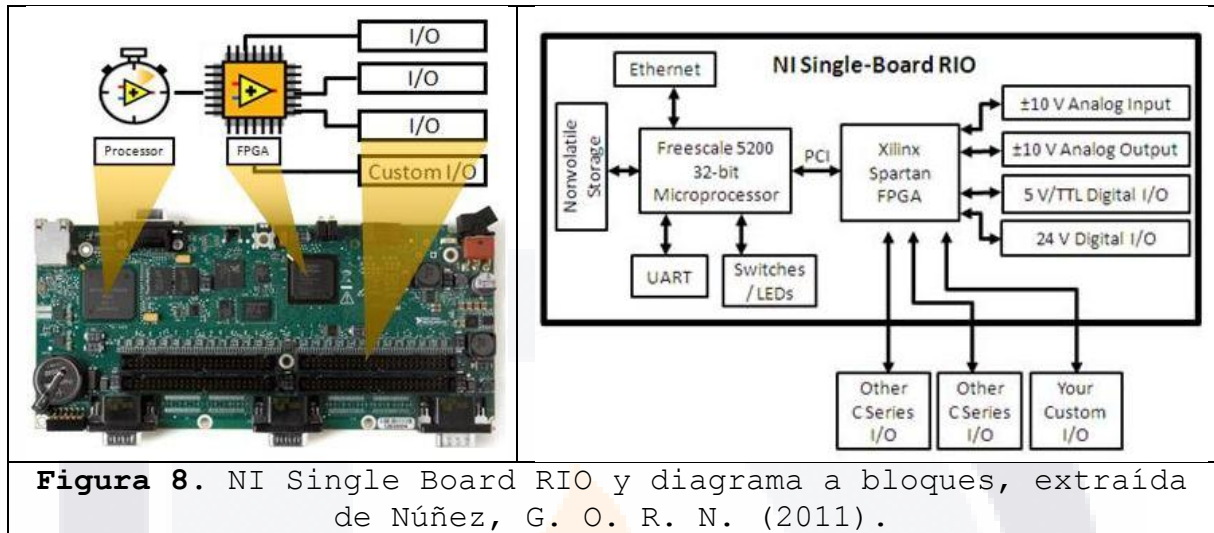 I/O
I/O
I/O
Custom I/O
Processor
FPGA
NI Single-Board RIO
Ethernet
Nonvolatile
Storage
Freescale 5200
32-bit
Microprocessor
PCI
Xilinx
Spartan
FPGA
±10 V Analog Input
±10 V Analog Output
5 V/TTL Digital I/O
24 V Digital I/O
UART
Switches
/ LEDs
Other
C Series
I/O
Other
C Series
I/O
Your
Custom
I/O
Figura 8. NI Single Board RIO y diagrama a bloques, extraída
de Núñez, G. O. R. N. (2011).